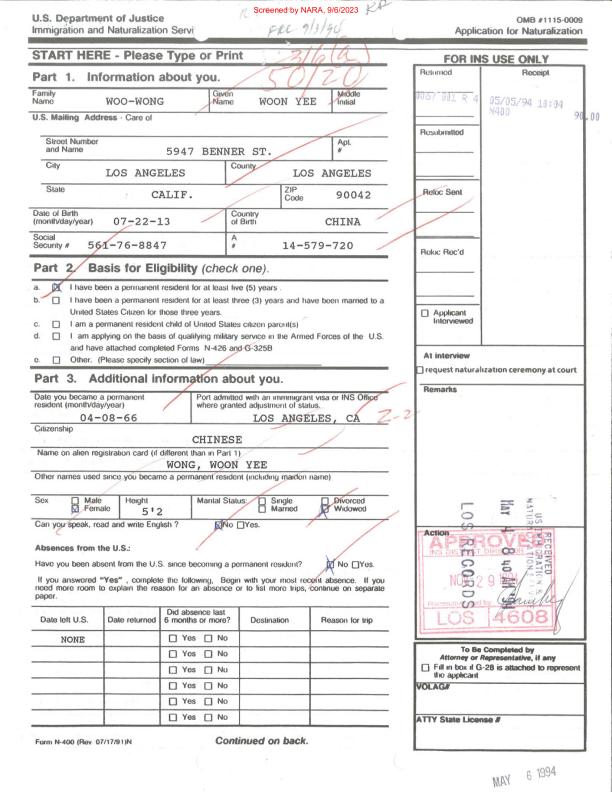 Screened by NARA, 9/6/2023
U.S. Department of Justice
Immigration and Naturalization Servi
OMB #1115-0009
Application for Naturalization
FRC 9/3/94
START HERE - Please Type or Print
3/6(a)
50/20
Part 1. Information about you.
Family Name WOO-WONG Given Name WOON YEE Middle Initial
U.S. Mailing Address - Care of
Street Number and Name 5947 BENNER ST. Apt. #
City LOS ANGELES County LOS ANGELES
State CALIF. ZIP Code 90042
Date of Birth (month/day/year) 07-22-13 Country of Birth CHINA
Social Security # 561-76-8847 A # 14-579-720
Part 2. Basis for Eligibility (check one).
a. I have been a permanent resident for at least five (5) years .
b. I have been a permanent resident for at least three (3) years and have been married to a
United States Citizen for those three years.
c. I am a permanent resident child of United States citizen parent(s)
d. I am applying on the basis of qualifying military service in the Armed Forces of the U.S.
and have attached completed Forms N-426 and G-325B
e. Other. (Please specify section of law)
Part 3. Additional information about you.
Date you became a permanent resident (month/day/year) 04-08-66
Port admitted with an immigrant visa or INS Office where granted adjustment of status. LOS ANGELES, CA
Citizenship
CHINESE
Name on alien registration card (if different than in Part 1)
WONG, WOON YEE
Other names used since you became a permanent resident (including maiden name)
Sex Male Female Height 5'2 Marital Status: Single Married Divorced Widowed
Can you speak, read and write English ? No Yes.
Absences from the U.S.:
Have you been absent from the U.S. since becoming a permanent resident? No Yes.
If you answered "Yes" , complete the following, Begin with your most recent absence. If you
need more room to explain the reason for an absence or to list more trips, continue on separate
paper.
Date left U.S. Date returned Did absence last 6 months or more? Destination Reason for trip
NONE Yes No
Yes No
Yes No
Yes No
Yes No
Yes No
Form N-400 (Rev 07/17/91)N
Continued on back.
FOR INS USE ONLY
Returned Receipt
0057 001 R 4 05/05/94 10:04
N400 90.00
Resubmitted
Reloc Sent
Reloc Rec'd
Applicant Interviewed
At interview
request naturalization ceremony at court
Remarks
Action
RECEIVED
US IMMIGRATION &
NATURALIZATION
LOS RECORDS
APPROVED
INS DISTRICT DIRECTOR
LOS 4608
To Be Completed by
Attorney or Representative, if any
Fill in box if G-28 is attached to represent
the applicant
VOLAG#
ATTY State License #
MAY 6 1994